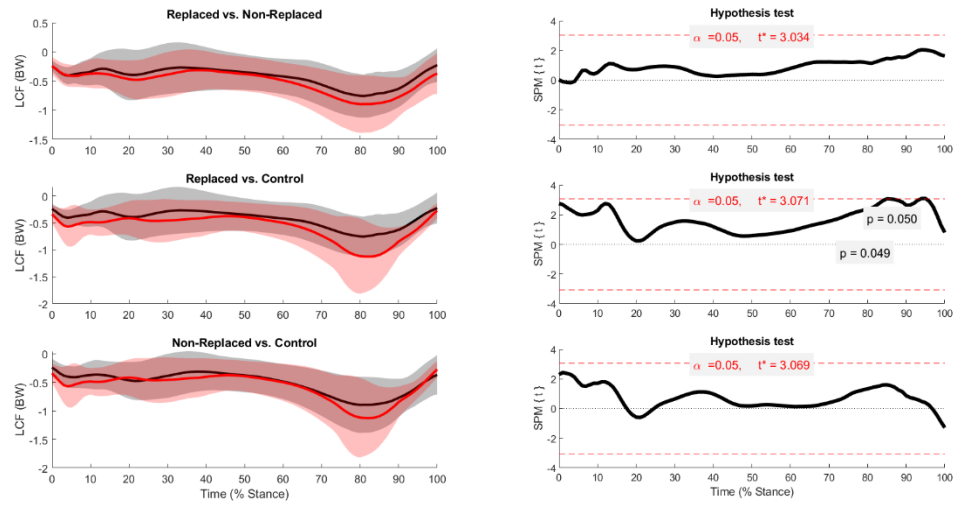 Replaced vs. Non-Replaced
LCF (BW)
0.5
0
-0.5
-1
-1.5
0 10 20 30 40 50 60 70 80 90 100
Hypothesis test
α =0.05, t* = 3.034
SPM { t }
4
2
0
-2
-4
0 10 20 30 40 50 60 70 80 90 100
Replaced vs. Control
LCF (BW)
0
-0.5
-1
-1.5
-2
0 10 20 30 40 50 60 70 80 90 100
Hypothesis test
α =0.05, t* = 3.071
p = 0.050
p = 0.049
SPM { t }
4
2
0
-2
-4
0 10 20 30 40 50 60 70 80 90 100
Non-Replaced vs. Control
LCF (BW)
0
-0.5
-1
-1.5
-2
0 10 20 30 40 50 60 70 80 90 100
Time (% Stance)
Hypothesis test
α =0.05, t* = 3.069
SPM { t }
4
2
0
-2
-4
0 10 20 30 40 50 60 70 80 90 100
Time (% Stance)